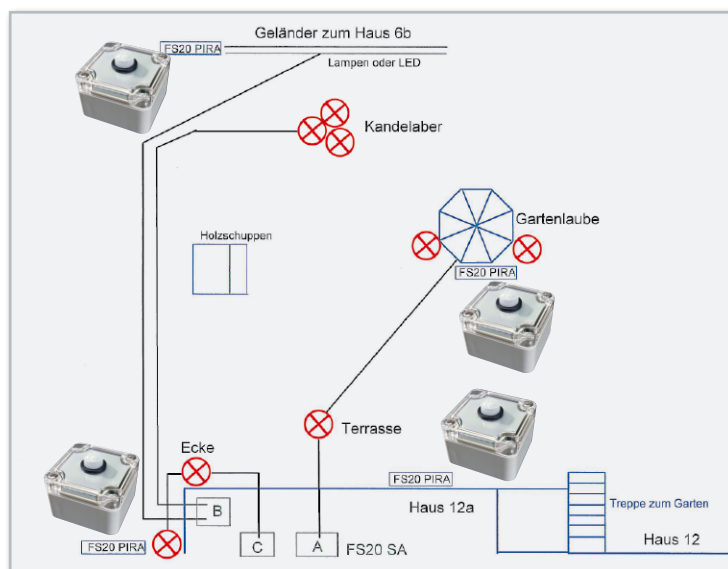 Geländer zum Haus 6b
FS20 PIRA
Lampen oder LED
Kandelaber
Gartenlaube
Holzschuppen
FS20 PIRA
Terrasse
Ecke
FS20 PIRA
B
Haus 12a
Treppe zum Garten
FS20 PIRA
C
A
FS20 SA
Haus 12